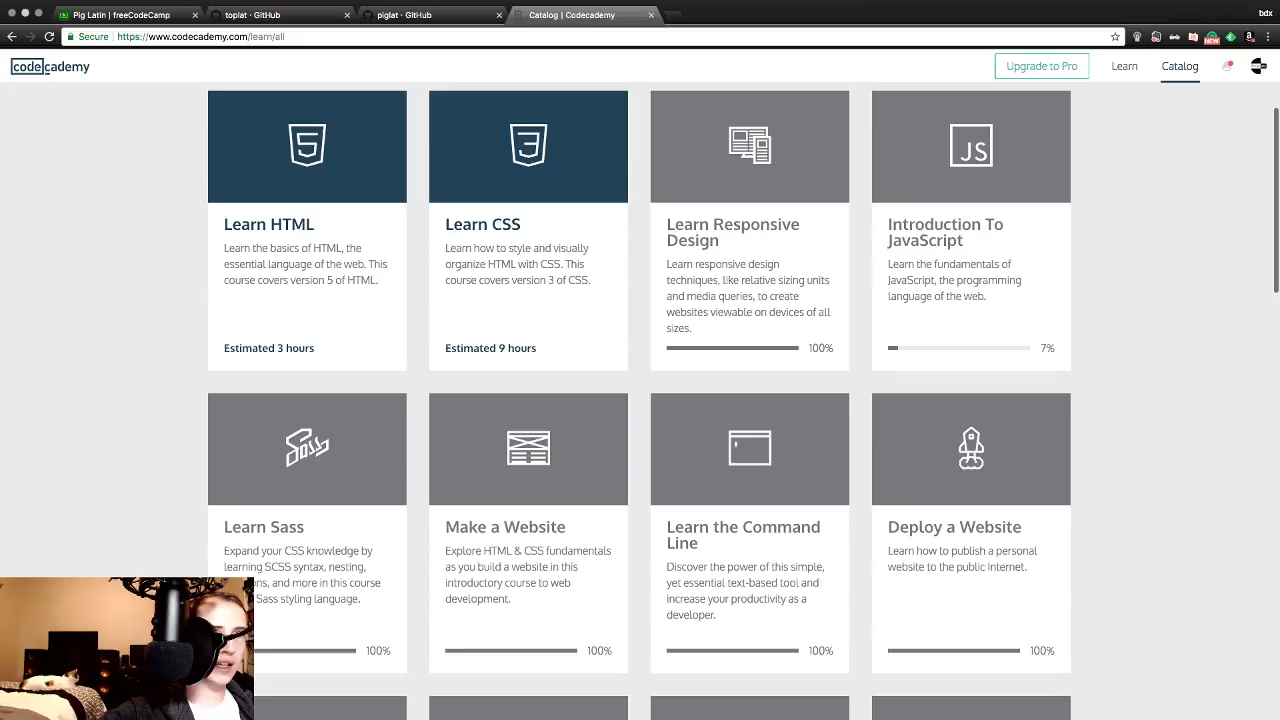 Pig Latin | freeCodeCamp
toplat · GitHub
piglat · GitHub
Catalog | Codecademy
bdx
Secure https://www.codecademy.com/learn/all
NEW
codecademy
Upgrade to Pro
Learn
Catalog
5
3
JS
Learn HTML
Learn the basics of HTML, the
essential language of the web. This
course covers version 5 of HTML.
Estimated 3 hours
Learn CSS
Learn how to style and visually
organize HTML with CSS. This
course covers version 3 of CSS.
Estimated 9 hours
Learn Responsive
Design
Learn responsive design
techniques, like relative sizing units
and media queries, to create
websites viewable on devices of all
sizes.
100%
Introduction To
JavaScript
Learn the fundamentals of
JavaScript, the programming
language of the web.
7%
Sass
Learn Sass
Expand your CSS knowledge by
learning SCSS syntax, nesting,
ons, and more in this course
Sass styling language.
100%
Make a Website
Explore HTML & CSS fundamentals
as you build a website in this
introductory course to web
development.
100%
Learn the Command
Line
Discover the power of this simple,
yet essential text-based tool and
increase your productivity as a
developer.
100%
Deploy a Website
Learn how to publish a personal
website to the public Internet.
100%